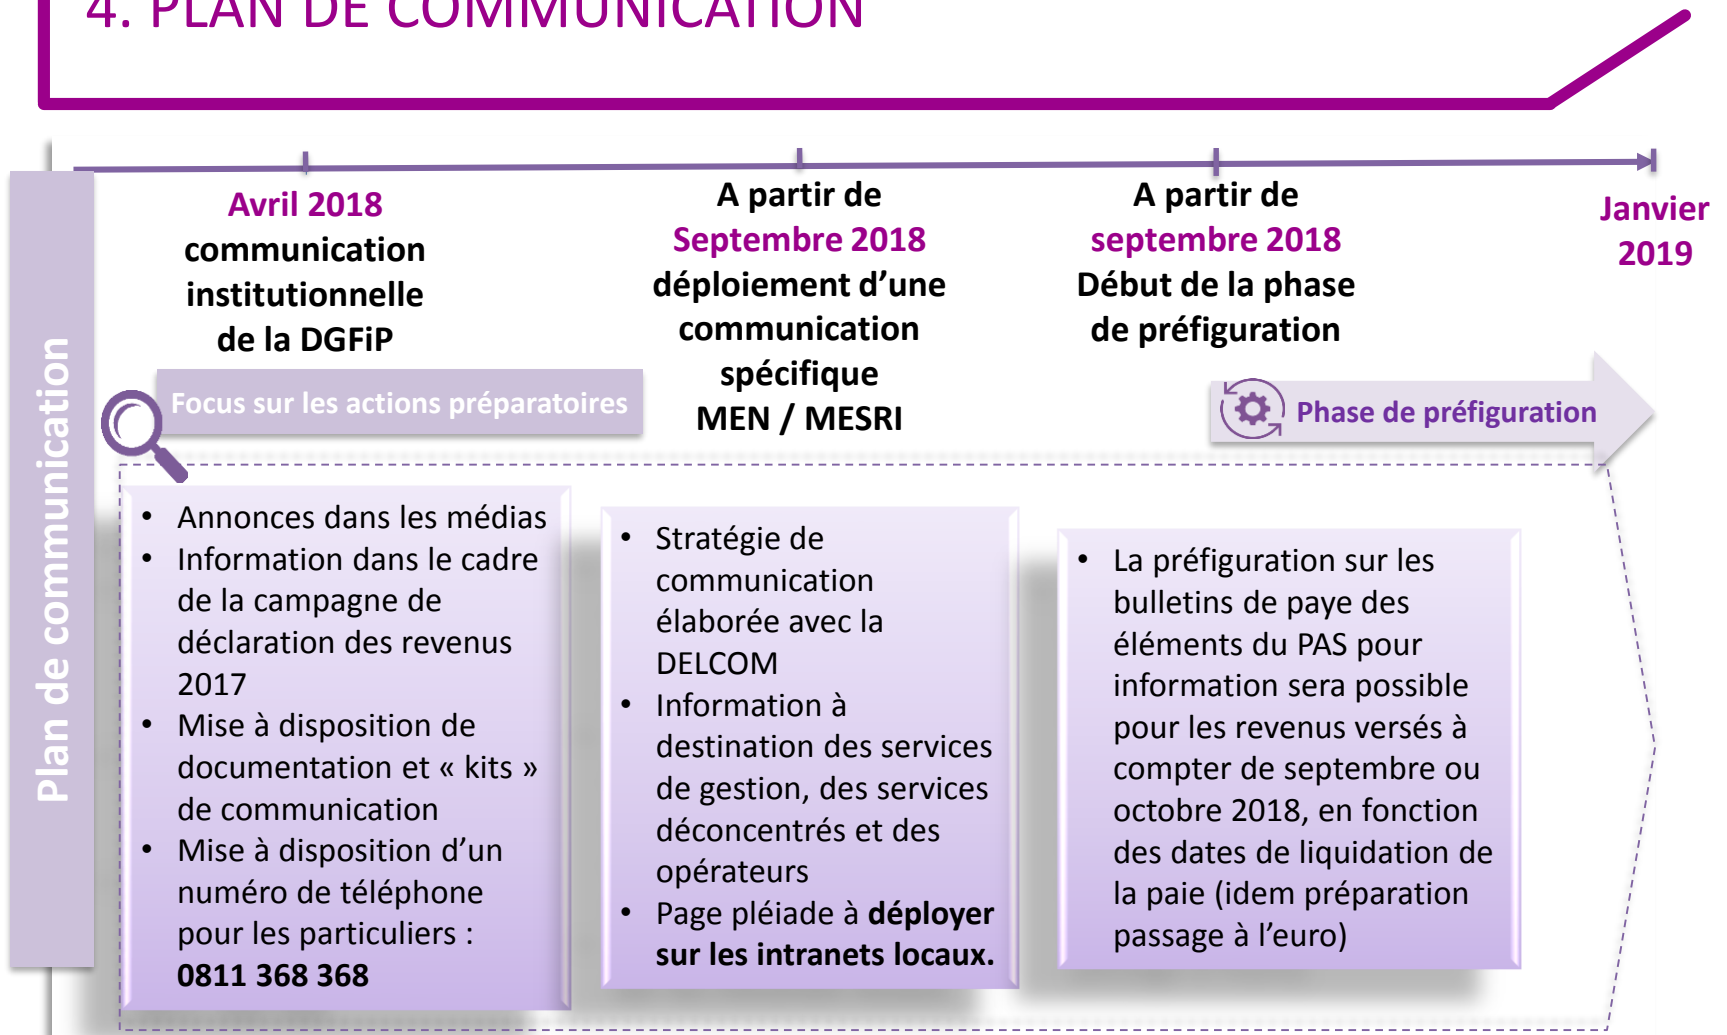 4. PLAN DE COMMUNICATION
Plan de communication
Avril 2018
communication
institutionnelle
de la DGFiP
A partir de
Septembre 2018
déploiement d’une
communication
spécifique
MEN / MESRI
A partir de
septembre 2018
Début de la phase
de préfiguration
Janvier
2019
Focus sur les actions préparatoires
Phase de préfiguration
• Annonces dans les médias
• Information dans le cadre
de la campagne de
déclaration des revenus
2017
• Mise à disposition de
documentation et « kits »
de communication
• Mise à disposition d’un
numéro de téléphone
pour les particuliers :
0811 368 368
• Stratégie de
communication
élaborée avec la
DELCOM
• Information à
destination des services
de gestion, des services
déconcentrés et des
opérateurs
• Page pléiade à déployer
sur les intranets locaux.
• La préfiguration sur les
bulletins de paye des
éléments du PAS pour
information sera possible
pour les revenus versés à
compter de septembre ou
octobre 2018, en fonction
des dates de liquidation de
la paie (idem préparation
passage à l’euro)